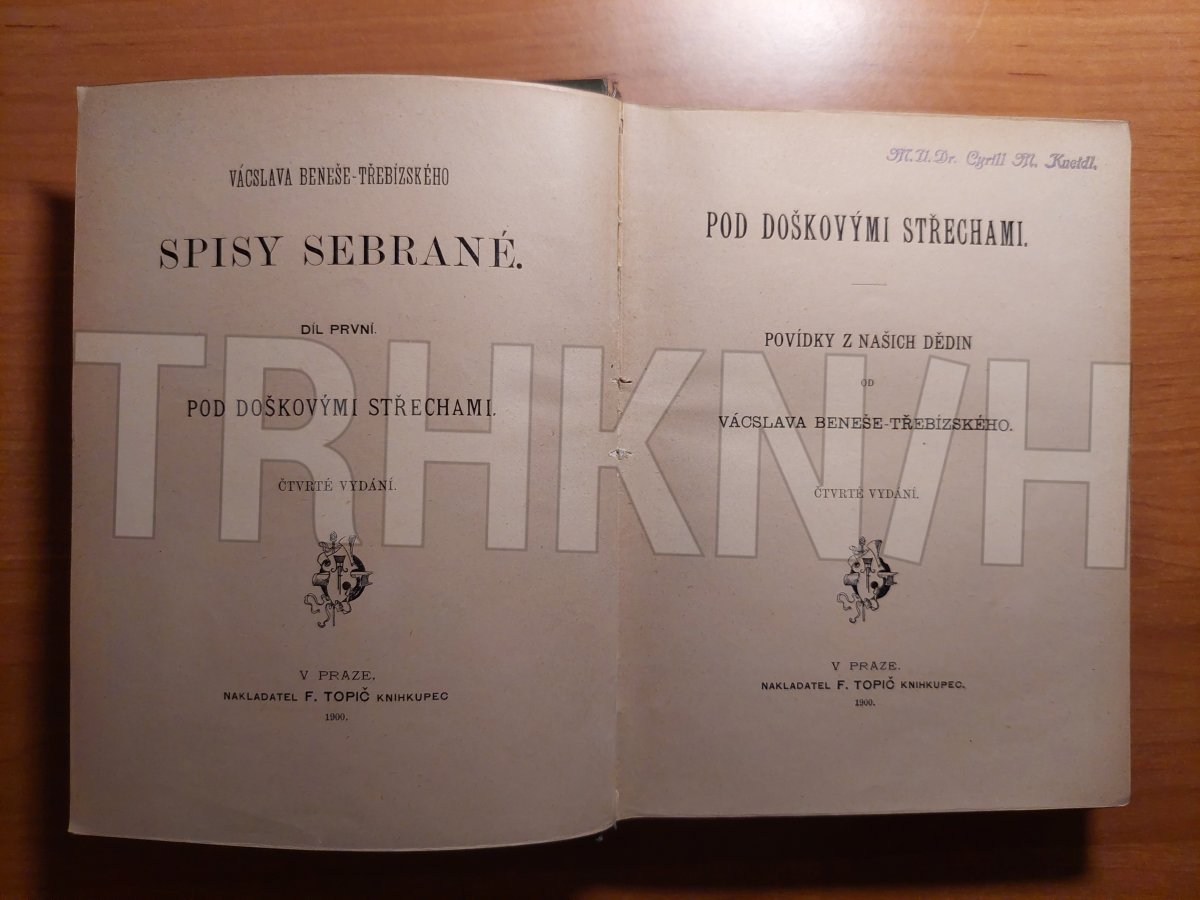 VÁCSLAVA BENEŠE-TŘEBÍZSKÉHO
SPISY SEBRANÉ.
DÍL PRVNÍ.
POD DOŠKOVÝMI STŘECHAMI.
ČTVRTÉ VYDÁNÍ.
V PRAZE.
NAKLADATEL F. TOPIČ KNIHKUPEC
1900.
M.U.Dr. Cyrill M. Kneidl.
POD DOŠKOVÝMI STŘECHAMI.
POVÍDKY Z NAŠICH DĚDIN
OD
VÁCSLAVA BENEŠE-TŘEBÍZSKÉHO.
ČTVRTÉ VYDÁNÍ.
V PRAZE.
NAKLADATEL F. TOPIČ KNIHKUPEC.
1900.
TRHKNIH